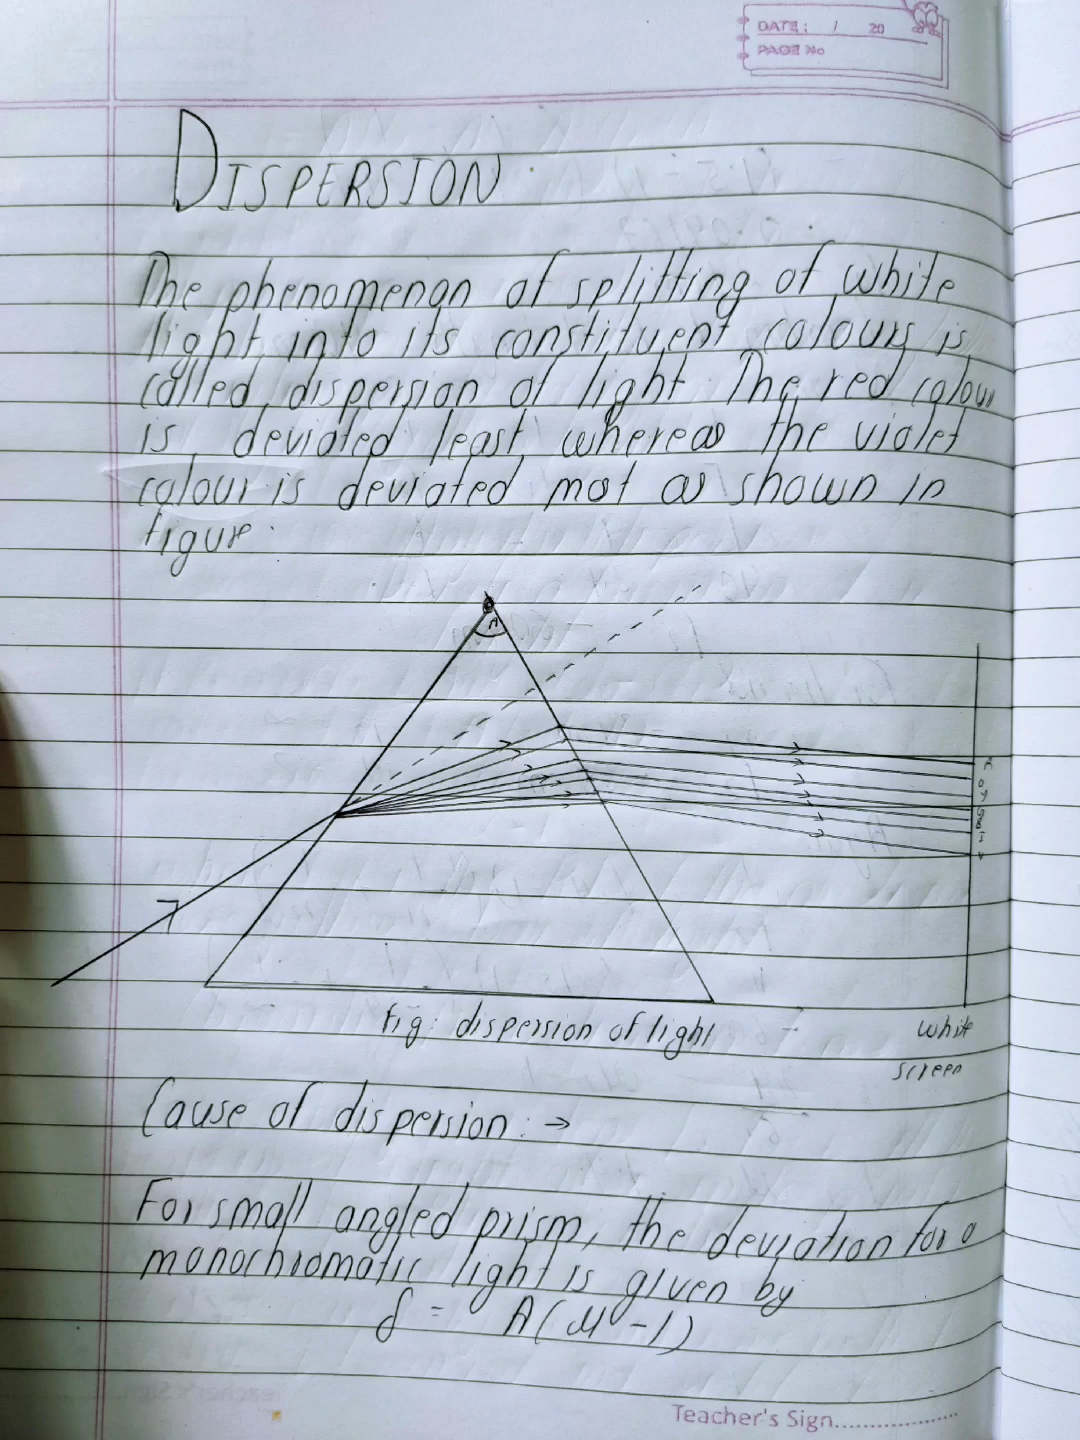 DATE: / 20
PAGE No
DISPERSION
The phenomenon of splitting of white
light into its constituent colours is
called dispersion of light. The red colour
is deviated least whereas the violet
colour is deviated most as shown in
figure.
A
R
O
Y
G
B
I
V
fig: dispersion of light
white
screen
Cause of dispersion: →
For small angled prism, the deviation for a
monochromatic light is given by
δ = A(μ-1)
Teacher's Sign....................